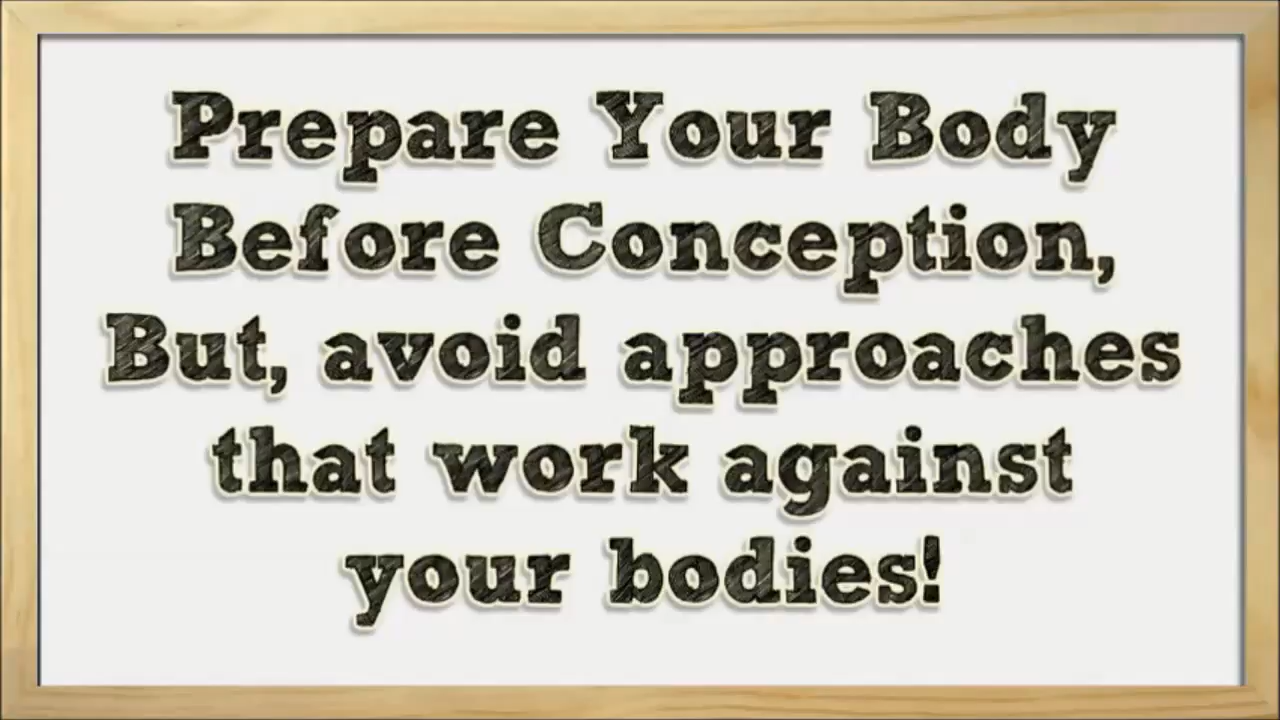 Prepare Your Body
Before Conception,
But, avoid approaches
that work against
your bodies!